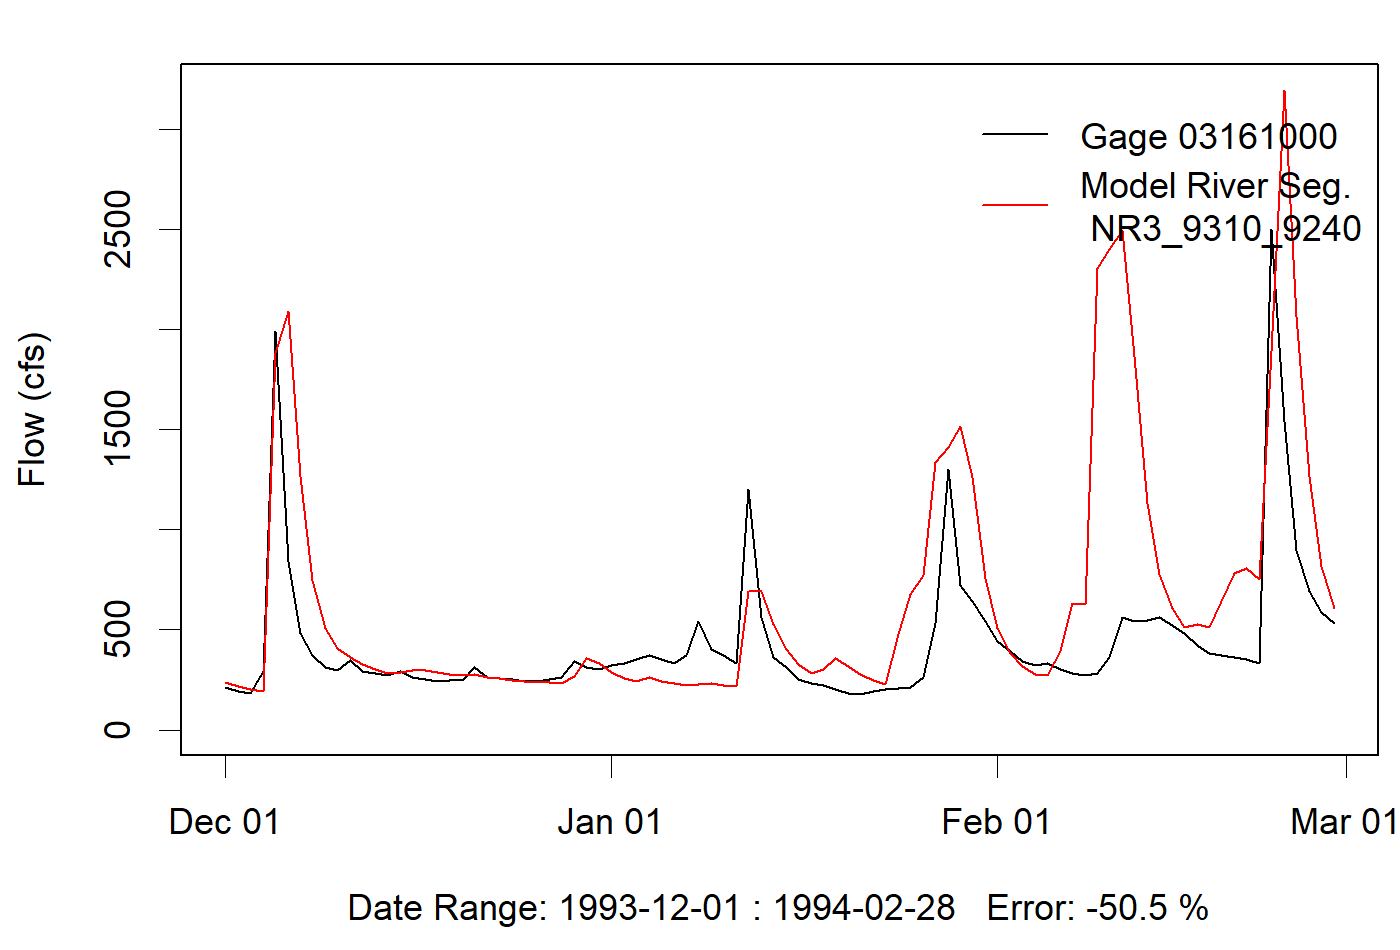 Gage 03161000
Model River Seg.
NR3_9310_9240
Flow (cfs)
2500
1500
500
0
Dec 01
Jan 01
Feb 01
Mar 01
Date Range: 1993-12-01 : 1994-02-28 Error: -50.5 %